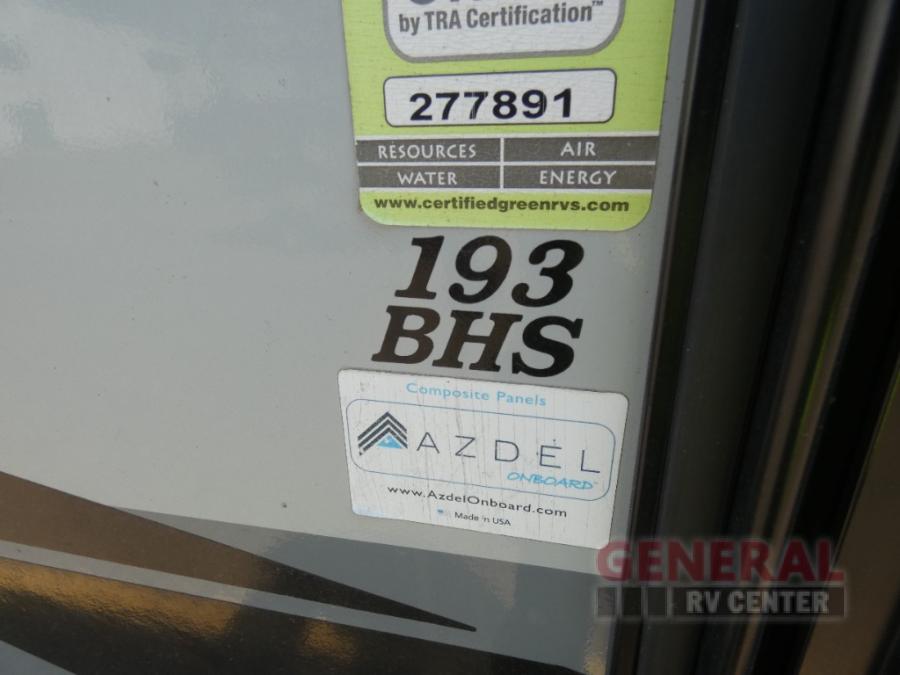 by TRA Certification™
277891
RESOURCES AIR
WATER ENERGY
www.certifiedgreenrvs.com
193
BHS
Composite Panels
AZDEL
ONBOARD
www.AzdelOnboard.com
Made in USA
GENERAL
RV CENTER